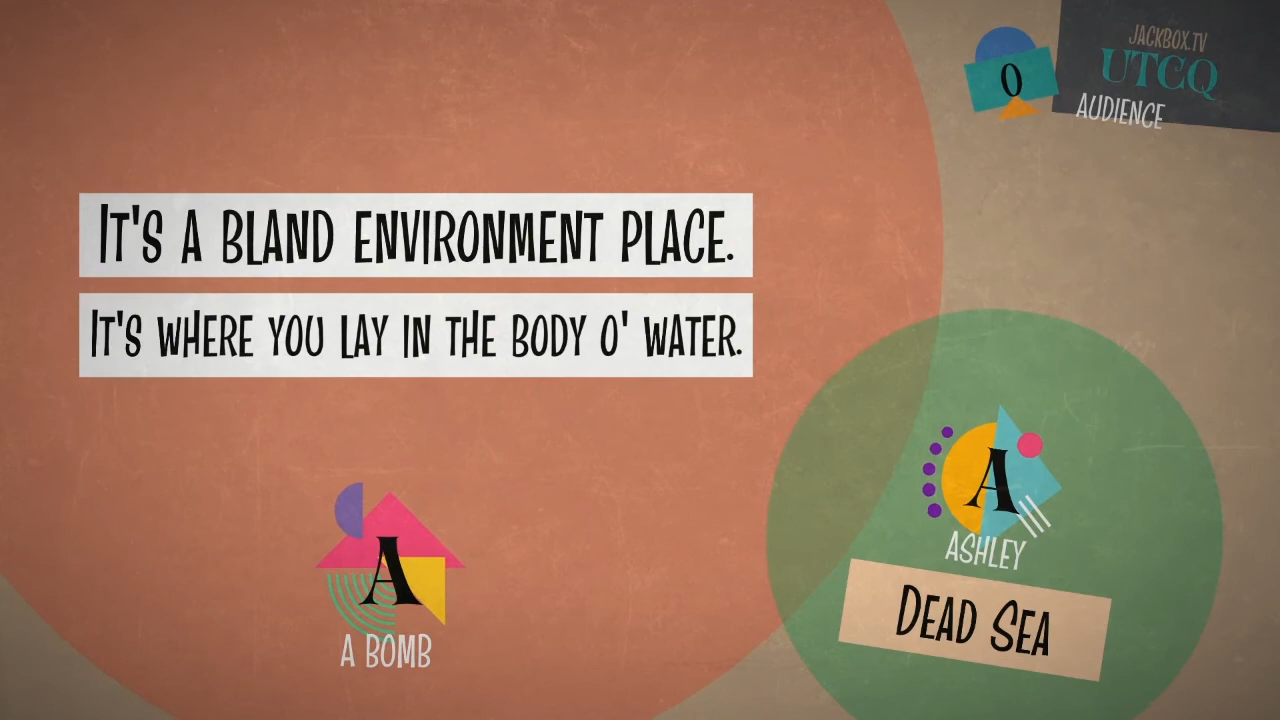 JACKBOX.TV
0
UTCQ
AUDIENCE
IT'S A BLAND ENVIRONMENT PLACE.
IT'S WHERE YOU LAY IN THE BODY O' WATER.
A
ASHLEY
DEAD SEA
A
A BOMB